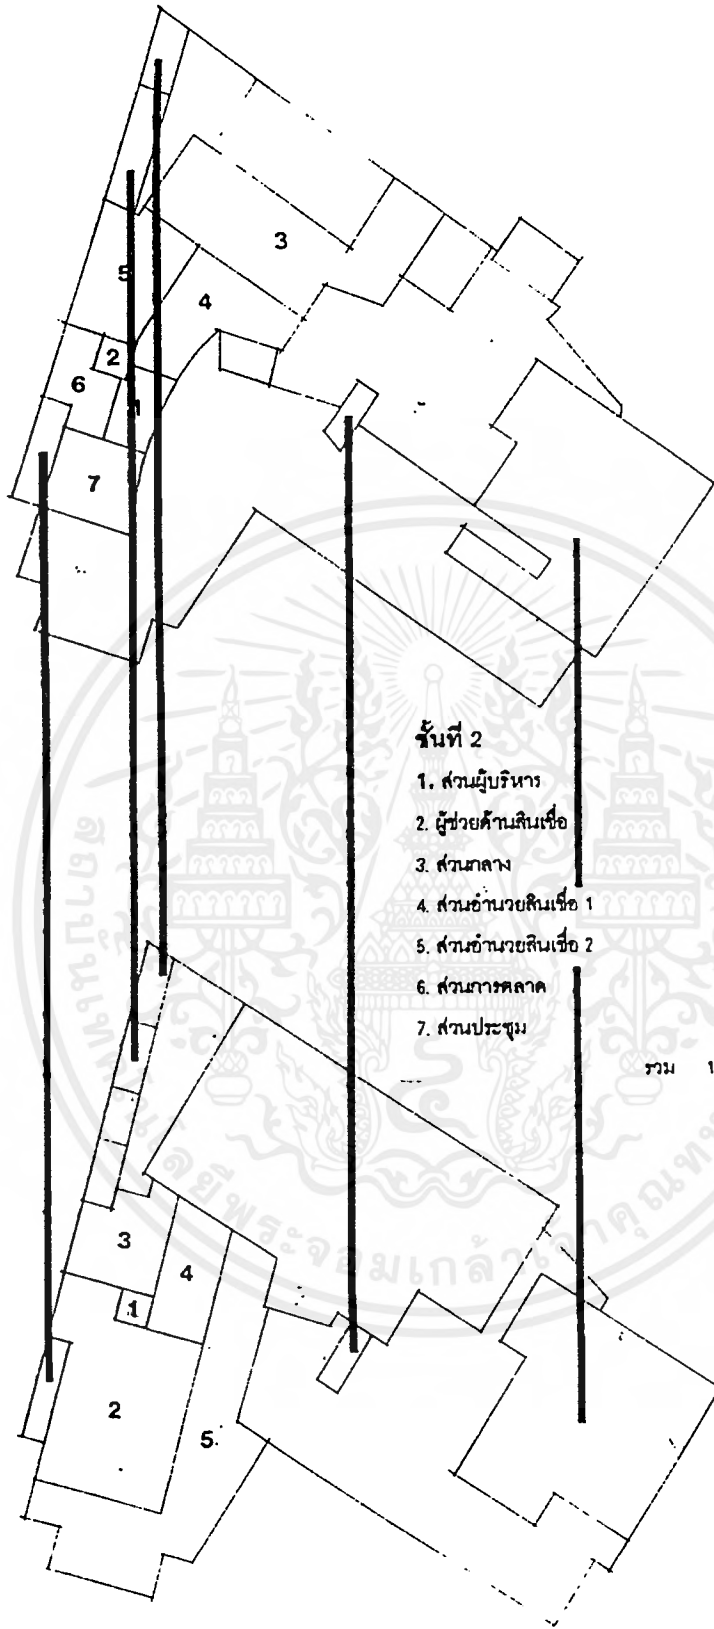 3
5
4
2
6
1
7
ชั้นที่ 2
1. ส่วนผู้บริหาร
2. ผู้ช่วยด้านสินเชื่อ
3. ส่วนกลาง
4. ส่วนอำนวยสินเชื่อ 1
5. ส่วนอำนวยสินเชื่อ 2
6. ส่วนการตลาด
7. ส่วนประชุม
รวม
3
4
1
2
5